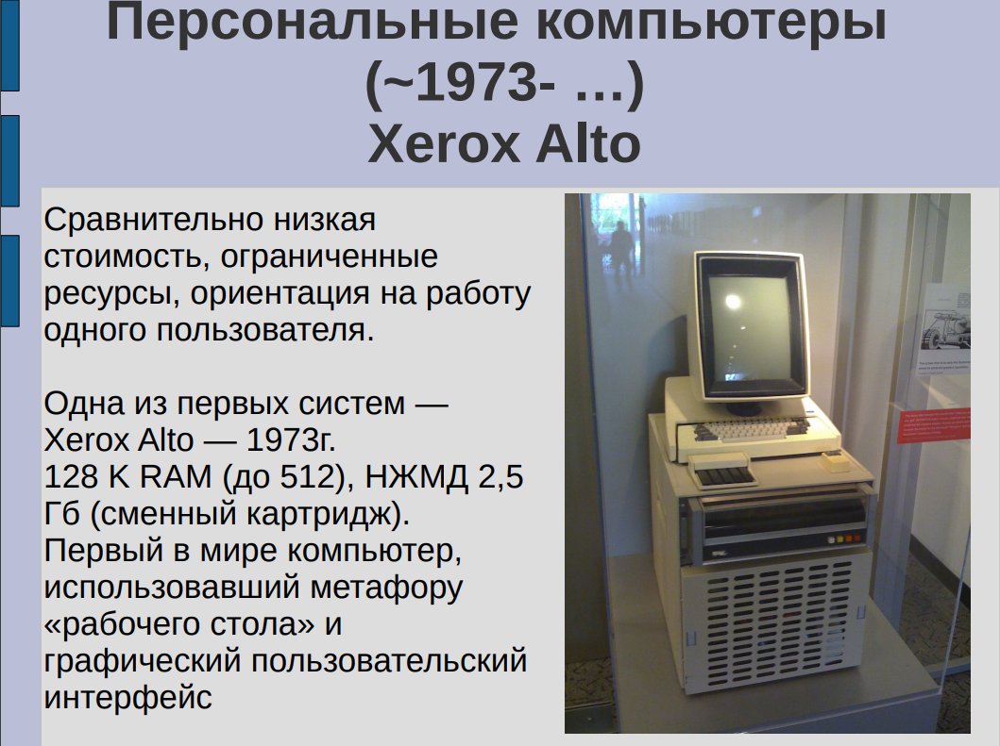 Персональные компьютеры
(~1973- …)
Xerox Alto
Сравнительно низкая
стоимость, ограниченные
ресурсы, ориентация на работу
одного пользователя.
Одна из первых систем —
Xerox Alto — 1973г.
128 K RAM (до 512), НЖМД 2,5
Гб (сменный картридж).
Первый в мире компьютер,
использовавший метафору
«рабочего стола» и
графический пользовательский
интерфейс